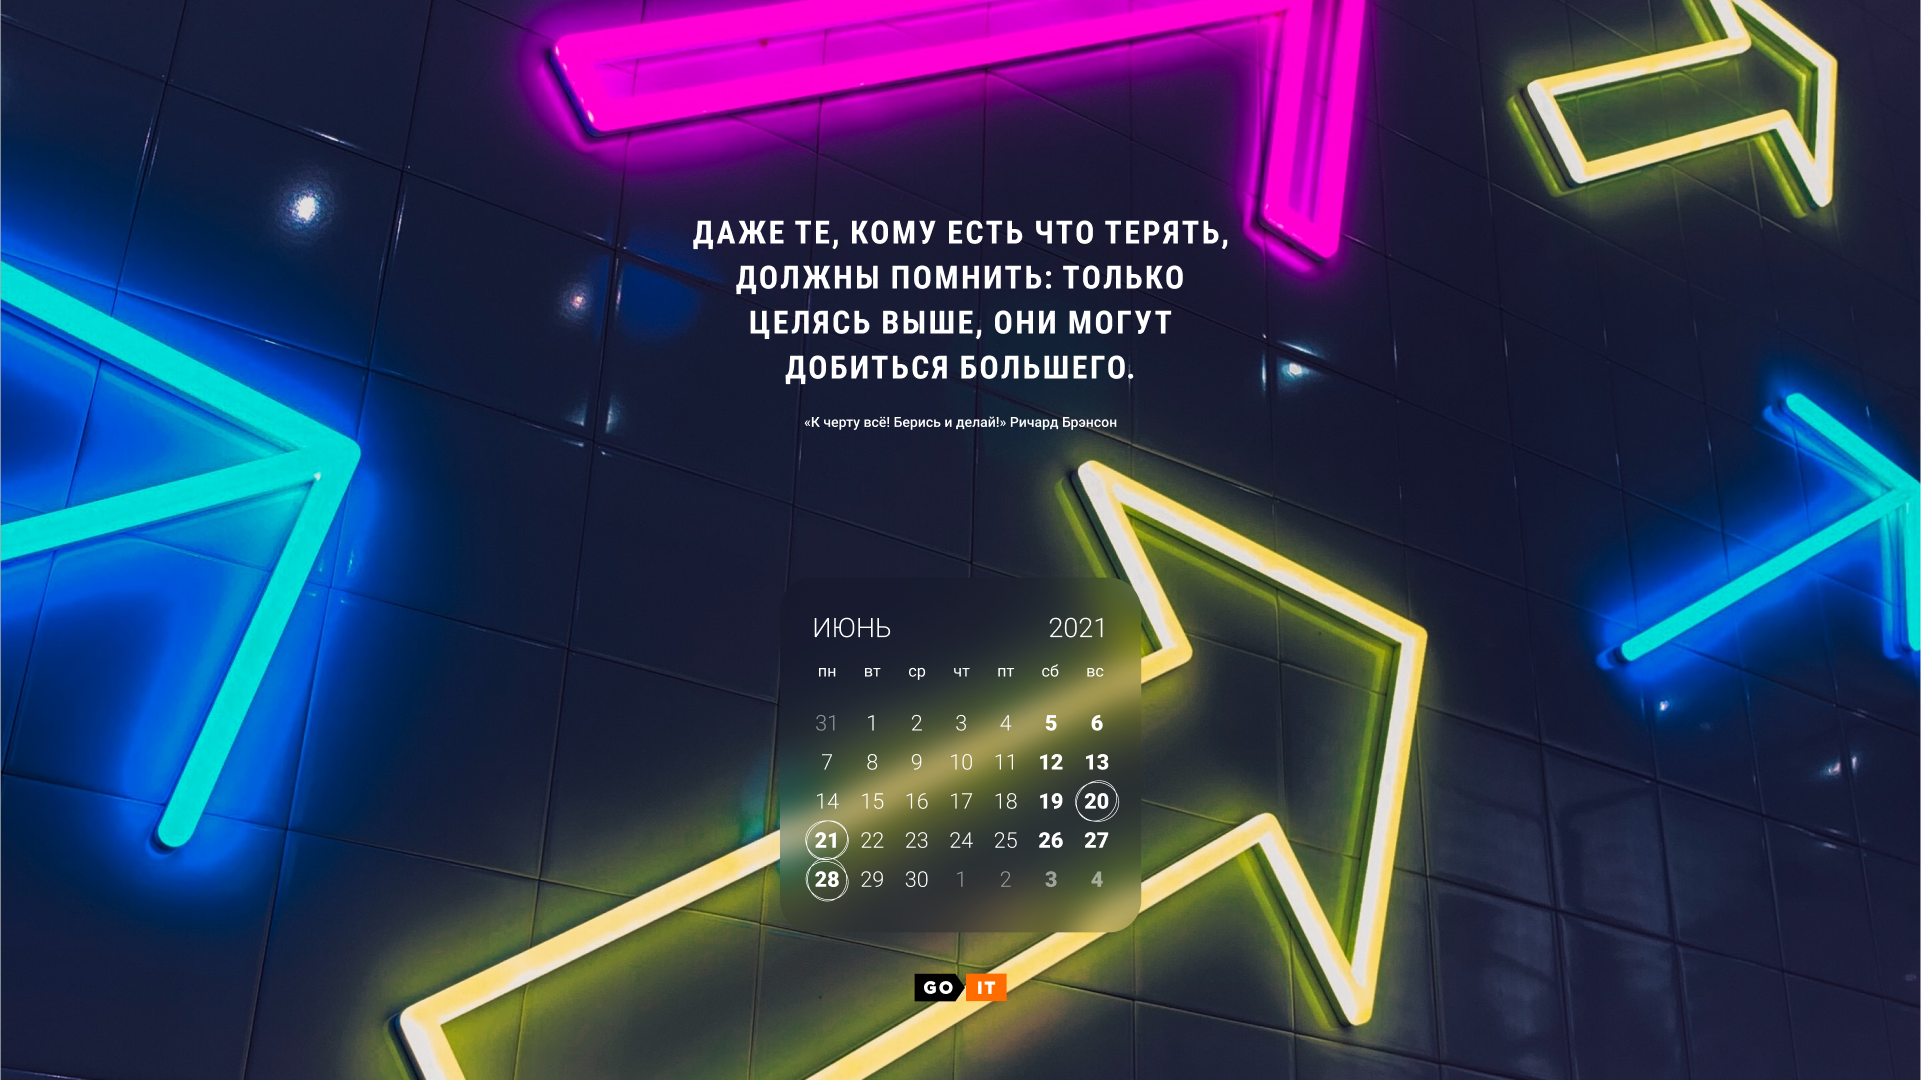 ДАЖЕ ТЕ, КОМУ ЕСТЬ ЧТО ТЕРЯТЬ,
ДОЛЖНЫ ПОМНИТЬ: ТОЛЬКО
ЦЕЛЯСЬ ВЫШЕ, ОНИ МОГУТ
ДОБИТЬСЯ БОЛЬШЕГО.
«К черту всё! Берись и делай!» Ричард Брэнсон
ИЮНЬ 2021
пн вт ср чт пт сб вс
31 1 2 3 4 5 6
7 8 9 10 11 12 13
14 15 16 17 18 19 20
21 22 23 24 25 26 27
28 29 30 1 2 3 4
GO IT